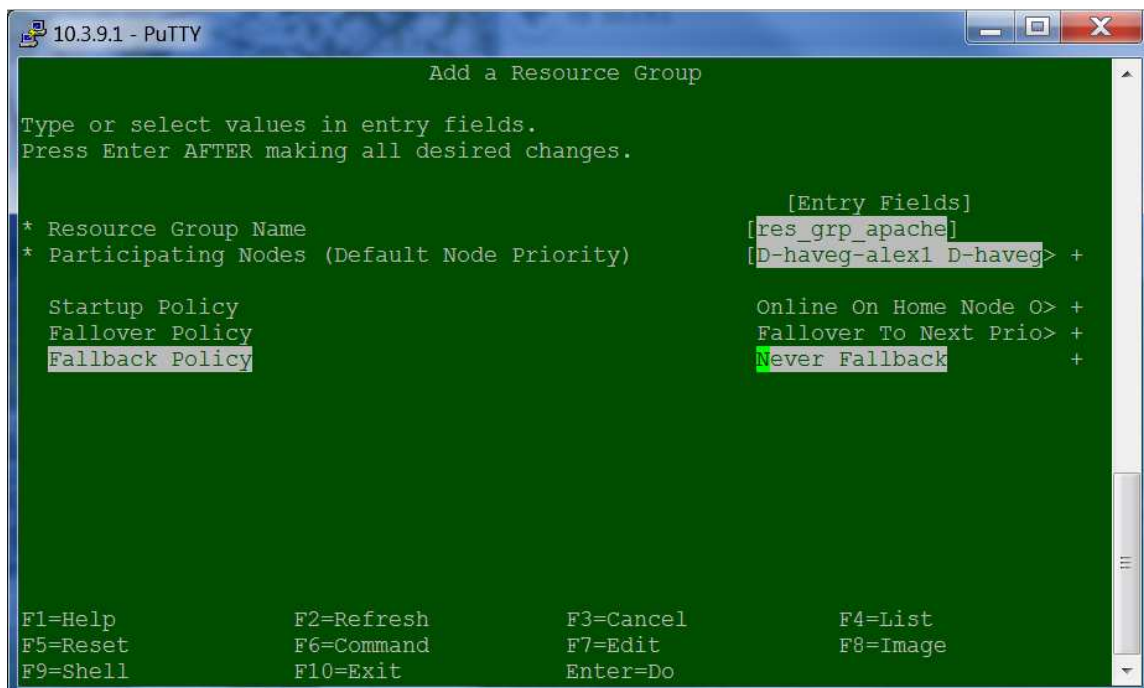 10.3.9.1 - PuTTY
Add a Resource Group
Type or select values in entry fields.
Press Enter AFTER making all desired changes.
[Entry Fields]
* Resource Group Name [res_grp_apache]
* Participating Nodes (Default Node Priority) [D-haveg-alex1 D-haveg> +
Startup Policy Online On Home Node O> +
Fallover Policy Fallover To Next Prio> +
Fallback Policy Never Fallback +
F1=Help F2=Refresh F3=Cancel F4=List
F5=Reset F6=Command F7=Edit F8=Image
F9=Shell F10=Exit Enter=Do